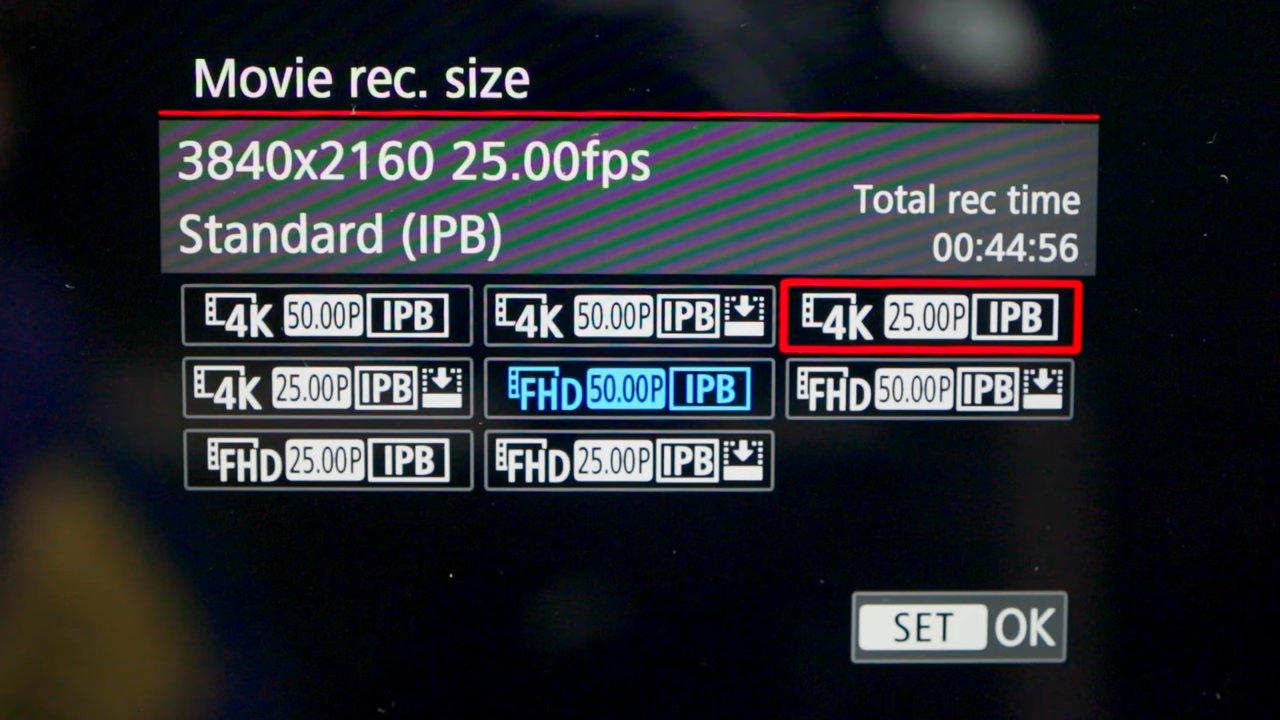 Movie rec. size
3840x2160 25.00fps
Standard (IPB)
Total rec time
00:44:56
4K 50.00P IPB
4K 50.00P IPB
4K 25.00P IPB
4K 25.00P IPB
FHD 50.00P IPB
FHD 50.00P IPB
FHD 25.00P IPB
FHD 25.00P IPB
SET OK